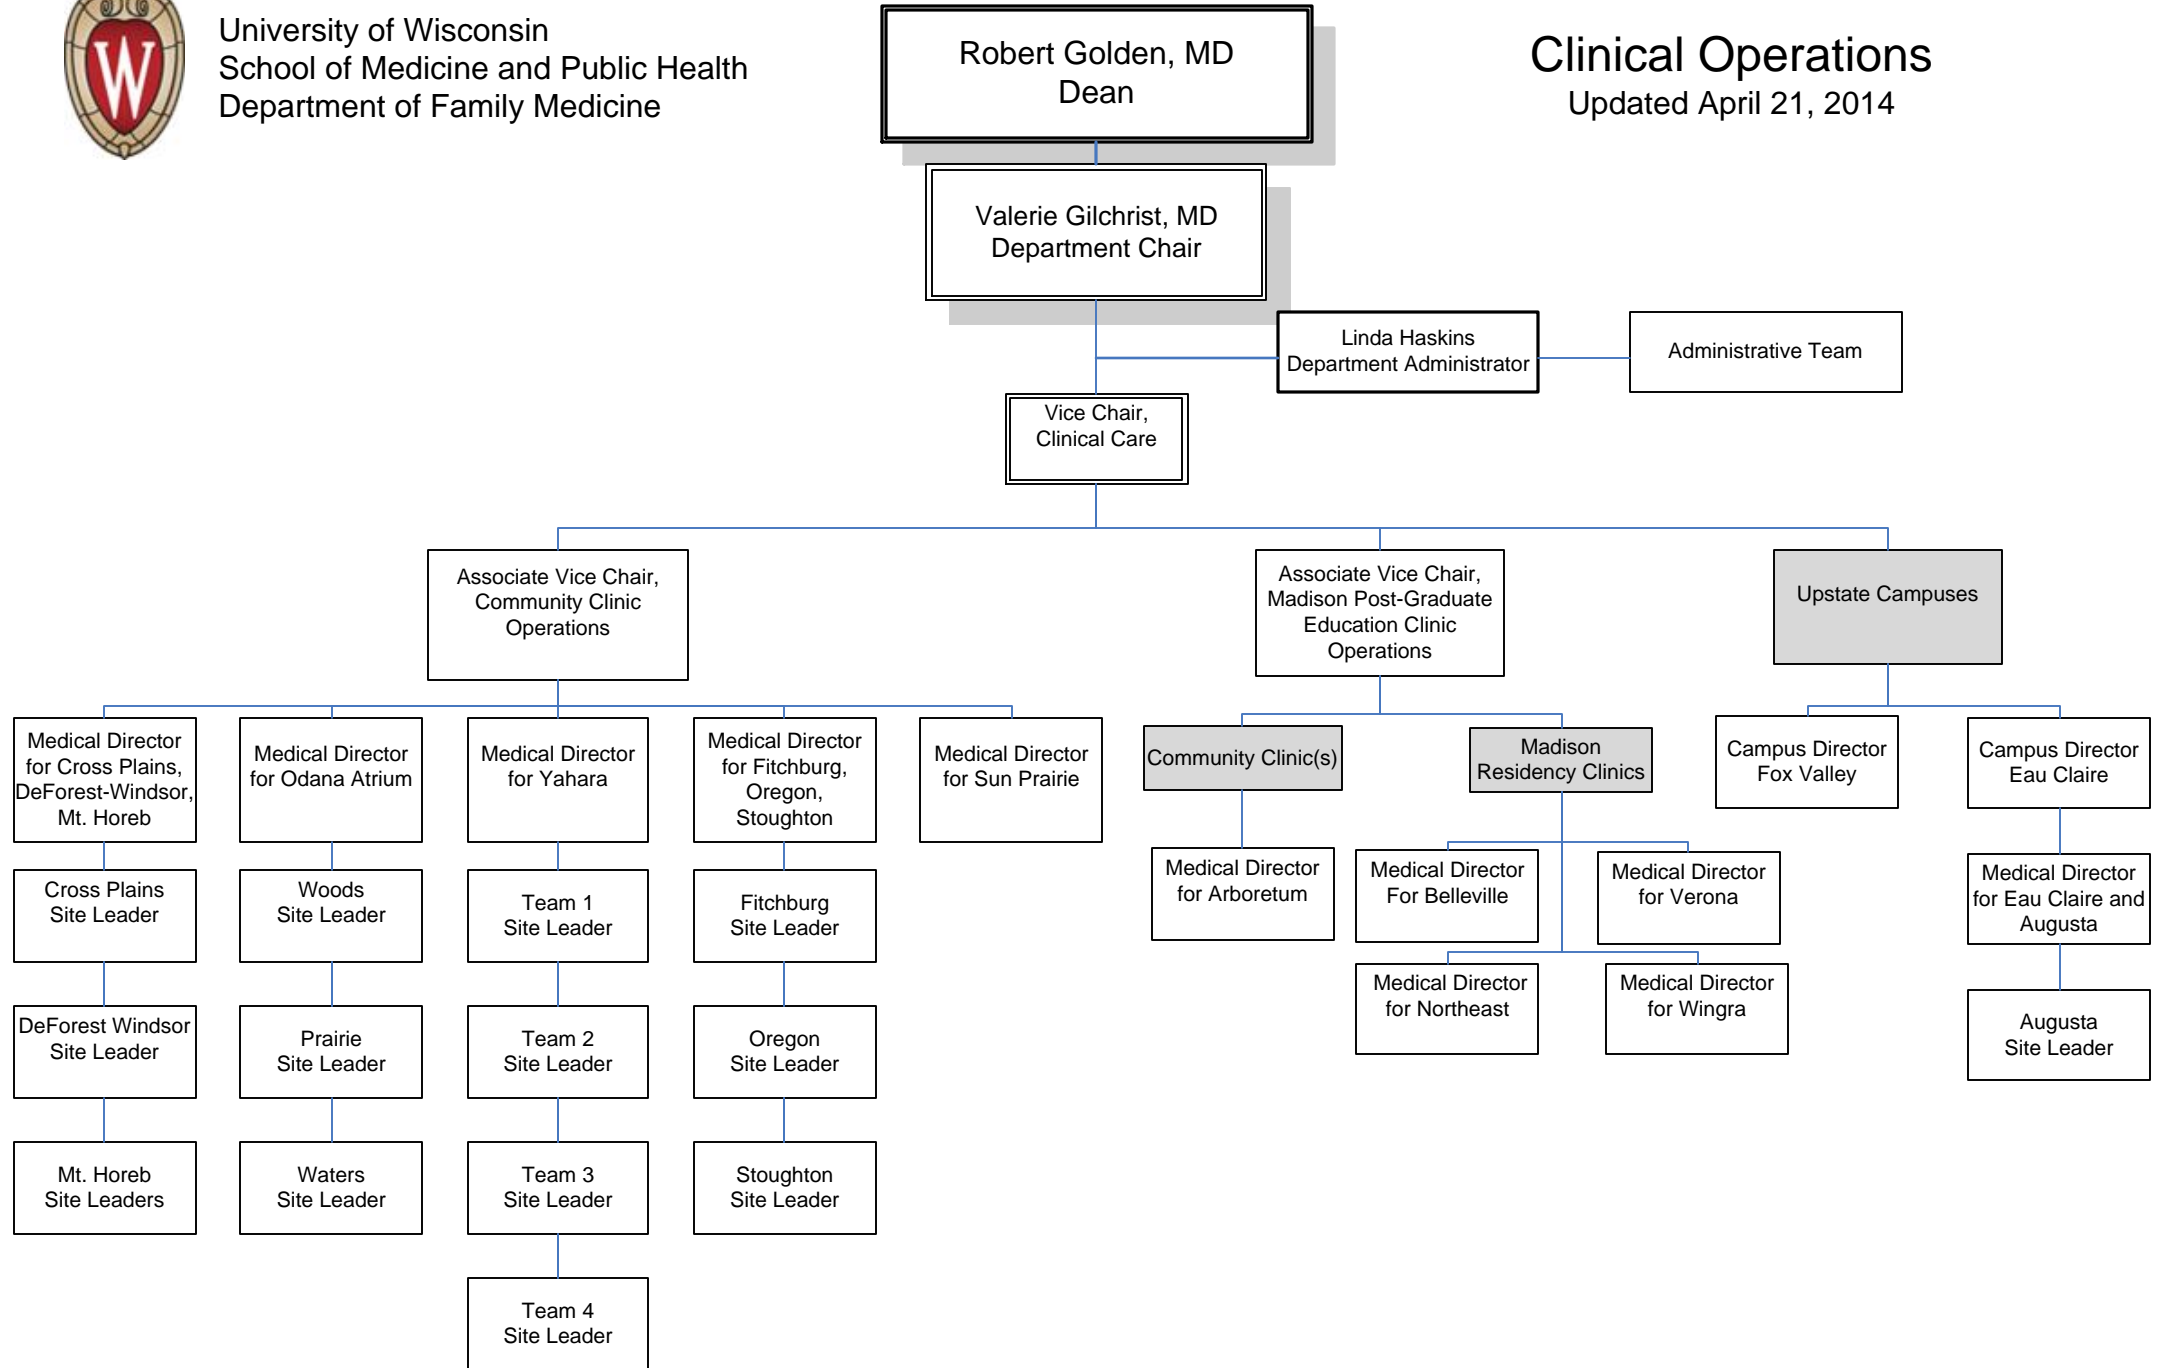 W
University of Wisconsin
School of Medicine and Public Health
Department of Family Medicine
Robert Golden, MD
Dean
Clinical Operations
Updated April 21, 2014
Valerie Gilchrist, MD
Department Chair
Linda Haskins
Department Administrator
Administrative Team
Vice Chair,
Clinical Care
Associate Vice Chair,
Community Clinic
Operations
Associate Vice Chair,
Madison Post-Graduate
Education Clinic
Operations
Upstate Campuses
Medical Director
for Cross Plains,
DeForest-Windsor,
Mt. Horeb
Medical Director
for Odana Atrium
Medical Director
for Yahara
Medical Director
for Fitchburg,
Oregon,
Stoughton
Medical Director
for Sun Prairie
Community Clinic(s)
Madison
Residency Clinics
Campus Director
Fox Valley
Campus Director
Eau Claire
Cross Plains
Site Leader
Woods
Site Leader
Team 1
Site Leader
Fitchburg
Site Leader
Medical Director
for Arboretum
Medical Director
For Belleville
Medical Director
for Verona
Medical Director
for Eau Claire and
Augusta
Medical Director
for Northeast
Medical Director
for Wingra
DeForest Windsor
Site Leader
Prairie
Site Leader
Team 2
Site Leader
Oregon
Site Leader
Augusta
Site Leader
Mt. Horeb
Site Leaders
Waters
Site Leader
Team 3
Site Leader
Stoughton
Site Leader
Team 4
Site Leader